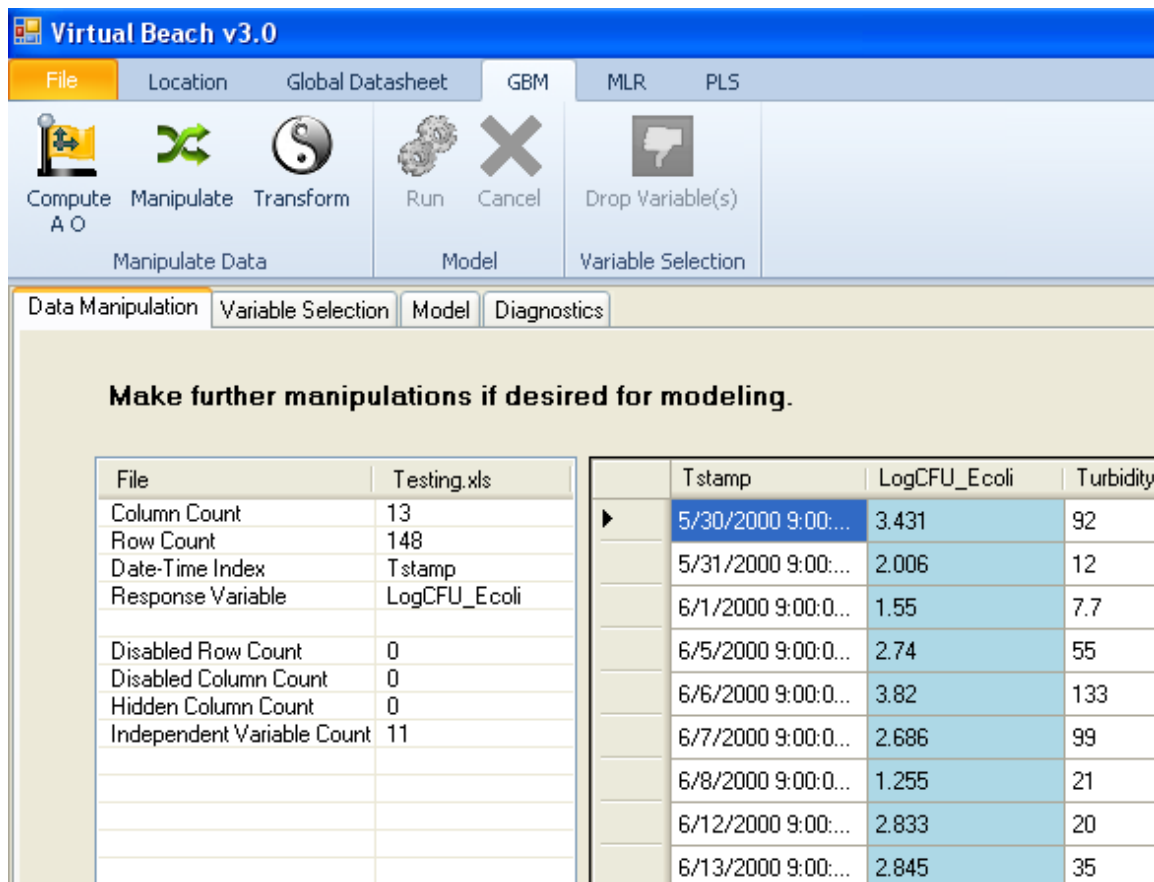 Virtual Beach v3.0
File Location Global Datasheet GBM MLR PLS
Compute A O Manipulate Transform Run Cancel Drop Variable(s)
Manipulate Data Model Variable Selection
Data Manipulation Variable Selection Model Diagnostics
Make further manipulations if desired for modeling.
File Testing.xls
Column Count 13
Row Count 148
Date-Time Index Tstamp
Response Variable LogCFU_Ecoli
Disabled Row Count 0
Disabled Column Count 0
Hidden Column Count 0
Independent Variable Count 11
Tstamp LogCFU_Ecoli Turbidity
5/30/2000 9:00:... 3.431 92
5/31/2000 9:00:... 2.006 12
6/1/2000 9:00:0... 1.55 7.7
6/5/2000 9:00:0... 2.74 55
6/6/2000 9:00:0... 3.82 133
6/7/2000 9:00:0... 2.686 99
6/8/2000 9:00:0... 1.255 21
6/12/2000 9:00:... 2.833 20
6/13/2000 9:00:... 2.845 35